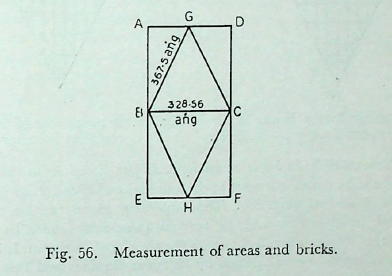 A G D
367·5 aṅg
B 328·56 C
aṅg
E H F
Fig. 56. Measurement of areas and bricks.